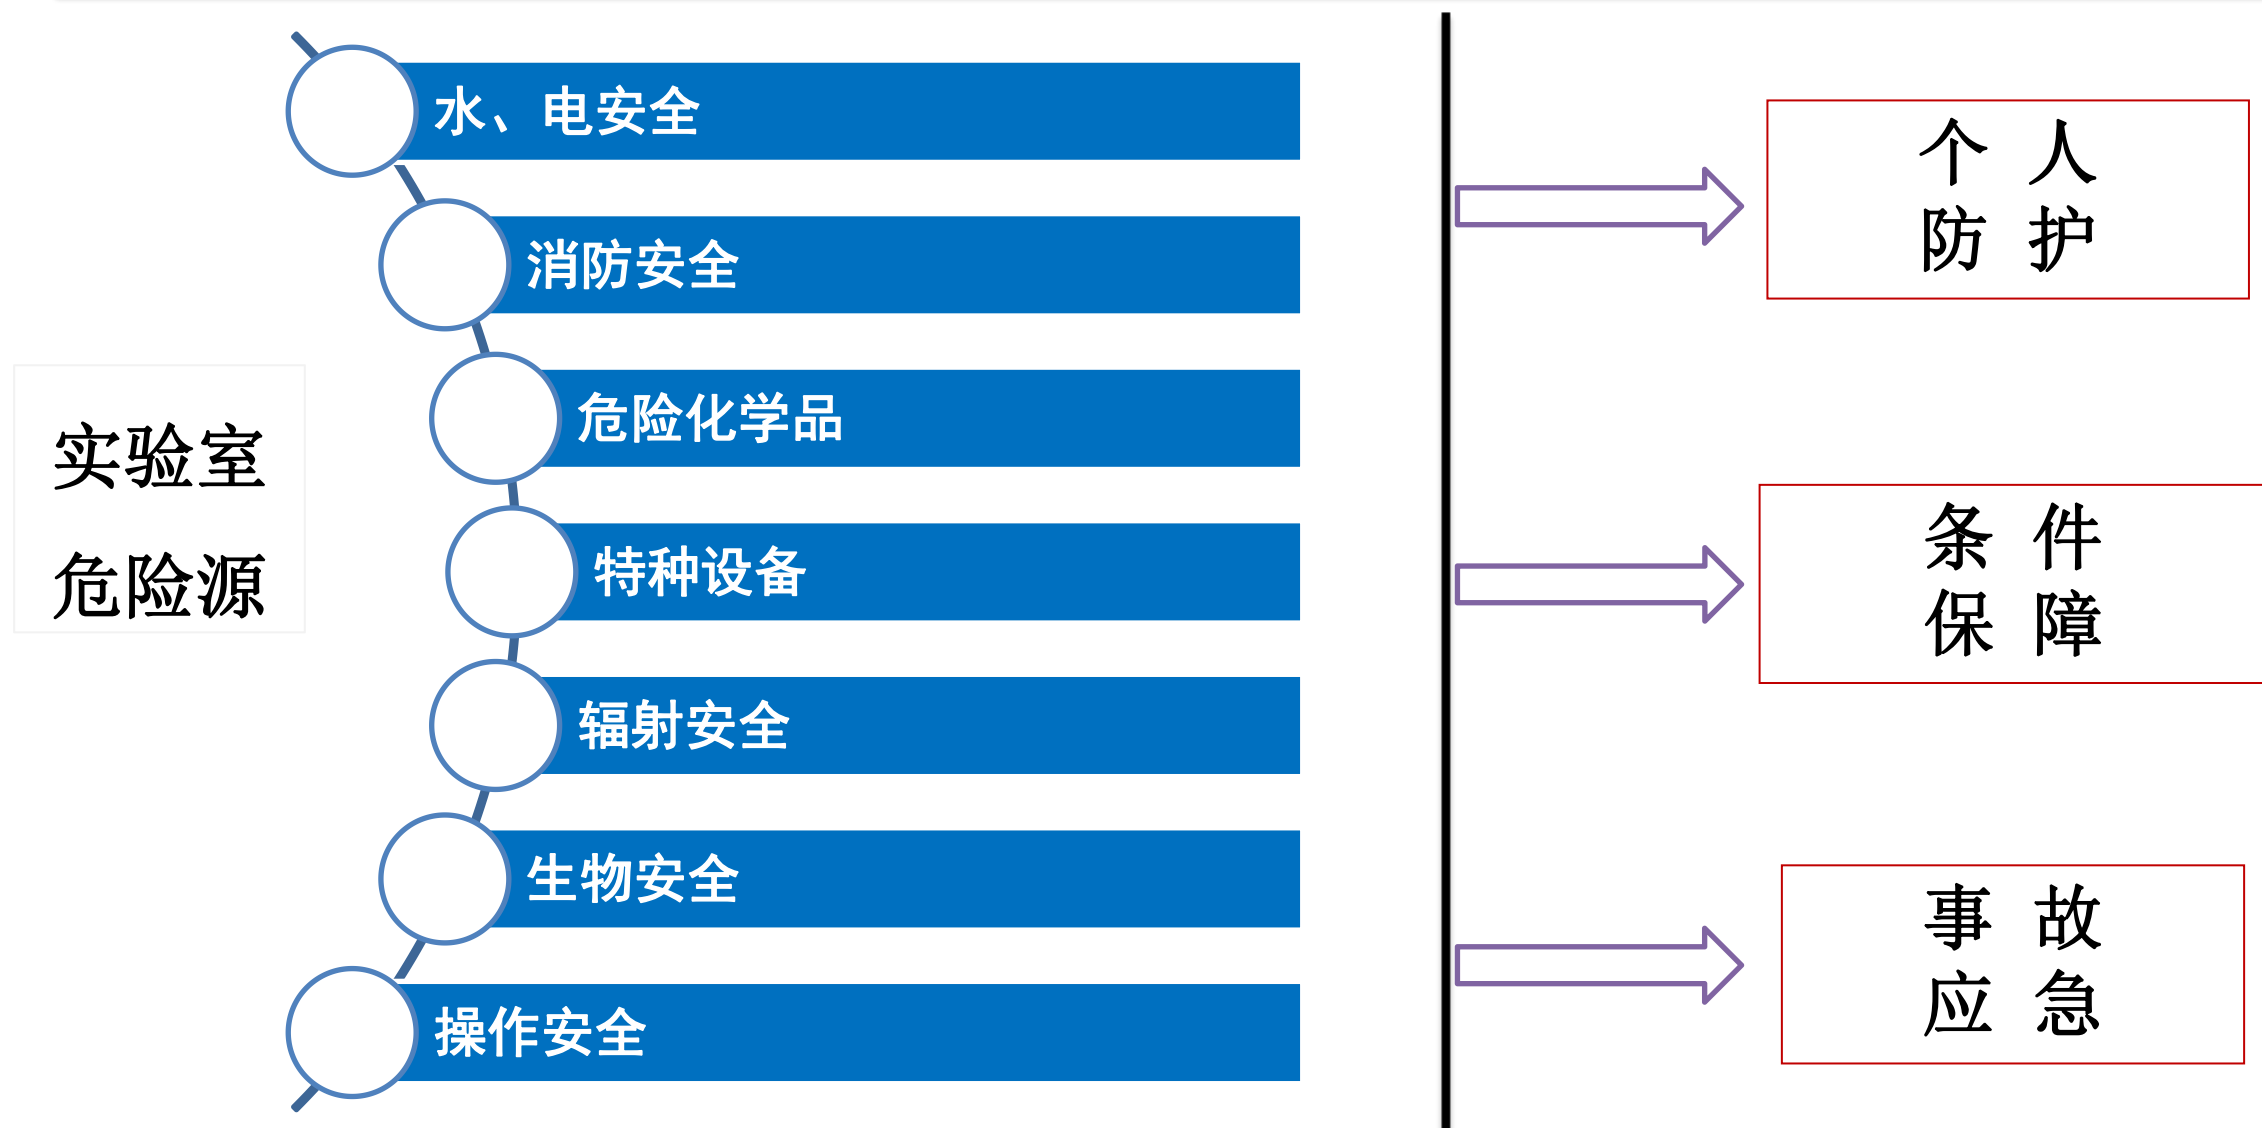 实验室
危险源
水、电安全
消防安全
危险化学品
特种设备
辐射安全
生物安全
操作安全
个 人
防 护
条 件
保 障
事 故
应 急